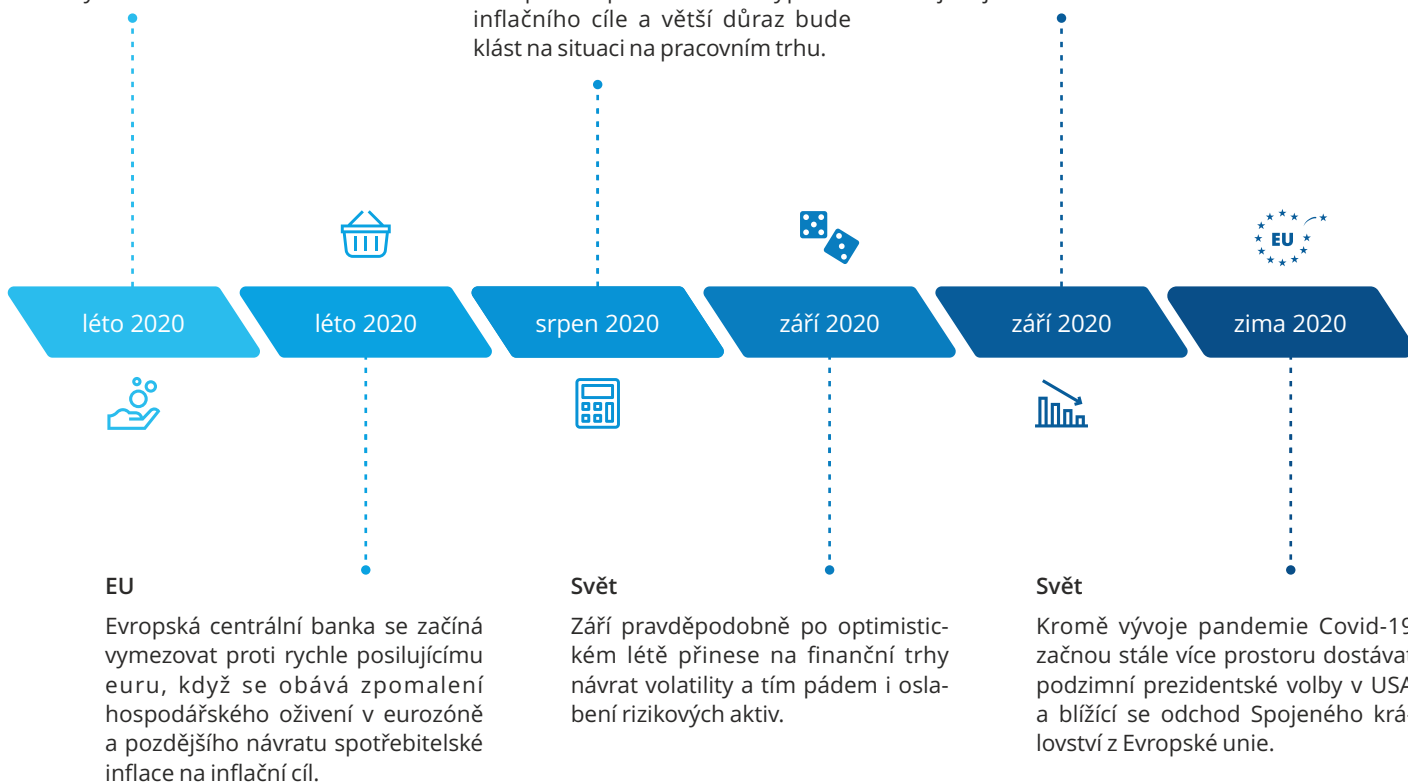 inflačního cíle a větší důraz bude
klást na situaci na pracovním trhu.
EU
léto 2020
léto 2020
srpen 2020
září 2020
září 2020
zima 2020
EU
Evropská centrální banka se začíná
vymezovat proti rychle posilujícímu
euru, když se obává zpomalení
hospodářského oživení v eurozóně
a pozdějšího návratu spotřebitelské
inflace na inflační cíl.
Svět
Září pravděpodobně po optimistic-
kém létě přinese na finanční trhy
návrat volatility a tím pádem i osla-
bení rizikových aktiv.
Svět
Kromě vývoje pandemie Covid-19
začnou stále více prostoru dostávat
podzimní prezidentské volby v USA
a blížící se odchod Spojeného krá-
lovství z Evropské unie.